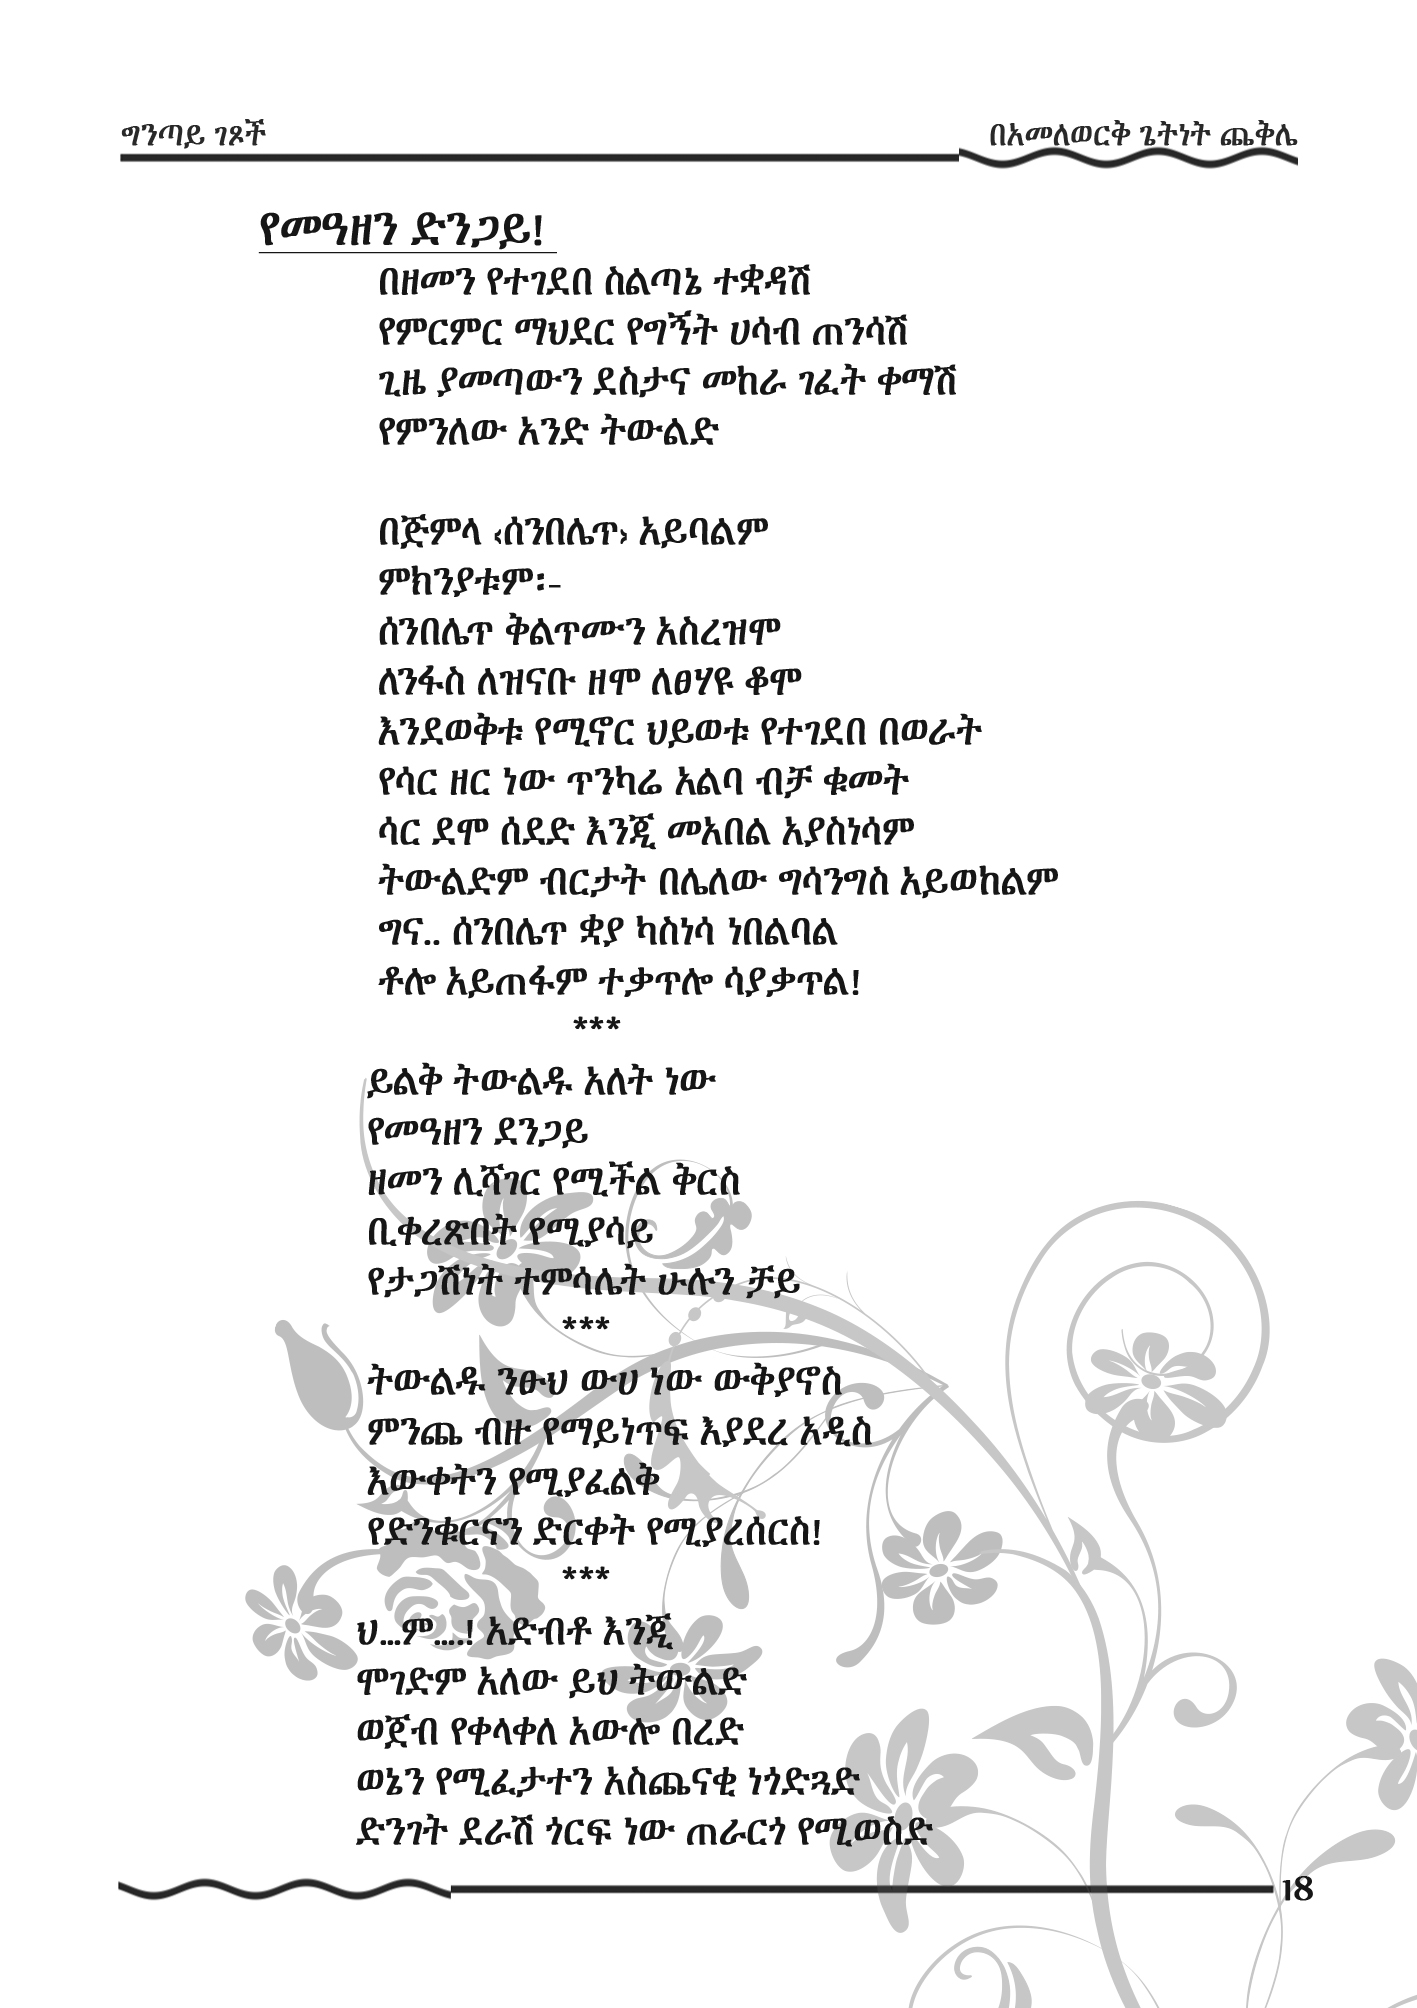 ግንጣይ ገጾች
በአመለወርቅ ጌትነት ጨቅሌ
የመዓዘን ድንጋይ!
በዘመን የተገደበ ስልጣኔ ተቋዳሽ
የምርምር ማህደር የግኝት ሀሳብ ጠንሳሽ
ጊዜ ያመጣውን ደስታና መከራ ገፈት ቀማሽ
የምንለው አንድ ትውልድ
በጅምላ ‹ሰንበሌጥ› አይባልም
ምክንያቱም፡-
ሰንበሌጥ ቅልጥሙን አስረዝሞ
ለንፋስ ለዝናቡ ዘሞ ለፀሃዩ ቆሞ
እንደወቅቱ የሚኖር ህይወቱ የተገደበ በወራት
የሳር ዘር ነው ጥንካሬ አልባ ብቻ ቁመት
ሳር ደሞ ሰደድ እንጂ መአበል አያስነሳም
ትውልድም ብርታት በሌለው ግሳንግስ አይወከልም
ግና.. ሰንበሌጥ ቋያ ካስነሳ ነበልባል
ቶሎ አይጠፋም ተቃጥሎ ሳያቃጥል!
***
ይልቅ ትውልዱ አለት ነው
የመዓዘን ደንጋይ
ዘመን ሊሻገር የሚችል ቅርስ
ቢቀረጽበት የሚያሳይ
የታጋሽነት ተምሳሌት ሁሉን ቻይ
***
ትውልዱ ንፁህ ውሀ ነው ውቅያኖስ
ምንጨ ብዙ የማይነጥፍ እያደረ አዲስ
እውቀትን የሚያፈልቅ
የድንቁርናን ድርቀት የሚያረሰርስ!
***
ህ...ም....! አድብቶ እንጂ
ሞገድም አለው ይህ ትውልድ
ወጀብ የቀላቀለ አውሎ በረድ
ወኔን የሚፈታተን አስጨናቂ ነጎድጓድ
ድንገት ደራሽ ጎርፍ ነው ጠራርጎ የሚወስድ
18